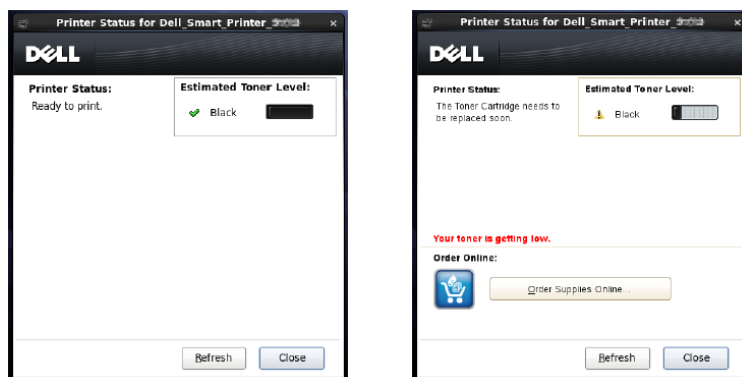 Printer Status for Dell_Smart_Printer_
DELL
Printer Status:
Ready to print.
Estimated Toner Level:
Black
Refresh
Close
Printer Status for Dell_Smart_Printer_
DELL
Printer Status:
The Toner Cartridge needs to
be replaced soon.
Estimated Toner Level:
Black
Your toner is getting low.
Order Online:
Order Supplies Online...
Refresh
Close